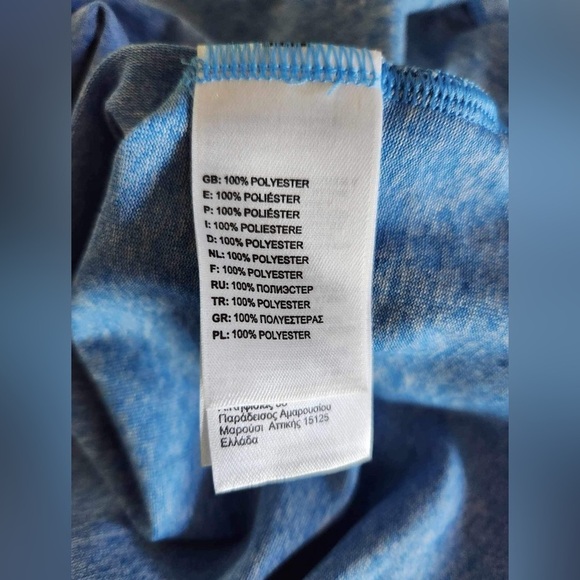 GB: 100% POLYESTER
E: 100% POLIÉSTER
P: 100% POLIÉSTER
I: 100% POLIESTERE
D: 100% POLYESTER
NL: 100% POLYESTER
F: 100% POLYESTER
RU: 100% ПОПИЭСТЕР
TR: 100% POLYESTER
GR: 100% ΠΟΛΥΕΣΤΕΡΑΣ
PL: 100% POLYESTER
Παράδεισος Αμαρουσίου
Μαρούσι Αττικής 15125
Ελλάδα